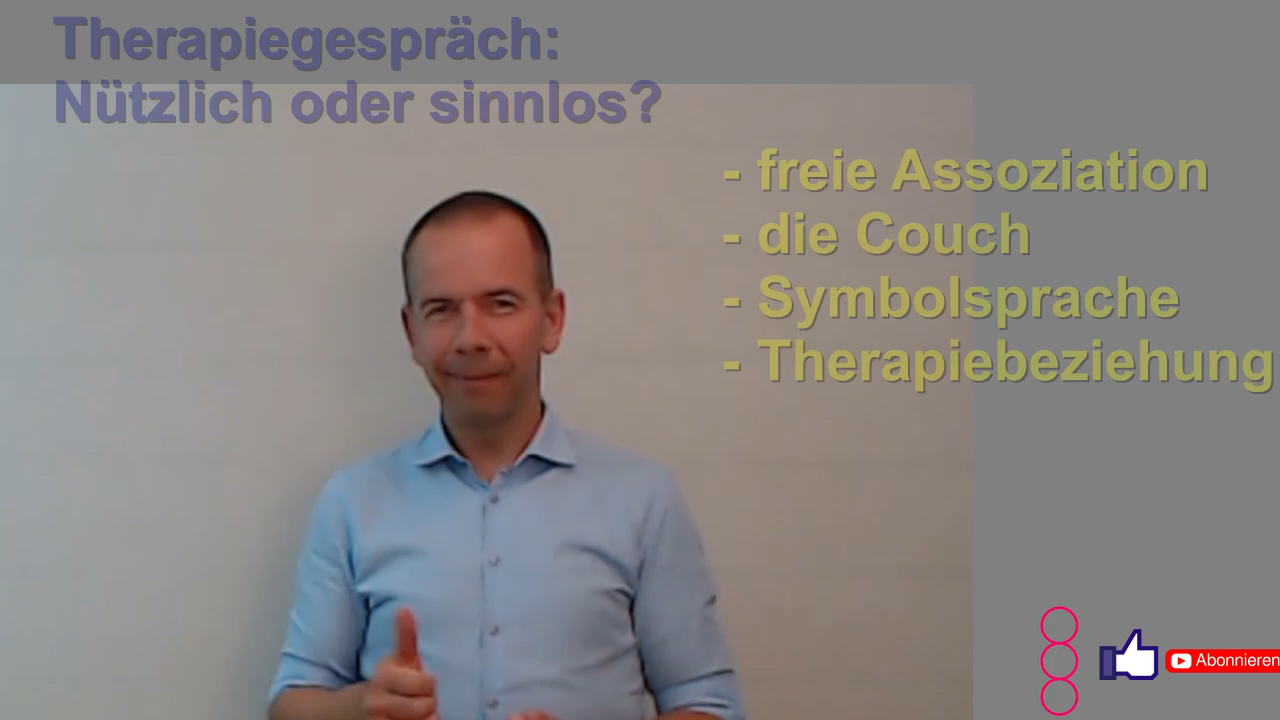 Therapiegespräch:
Nützlich oder sinnlos?
- freie Assoziation
- die Couch
- Symbolsprache
- Therapiebeziehung
Abonnieren